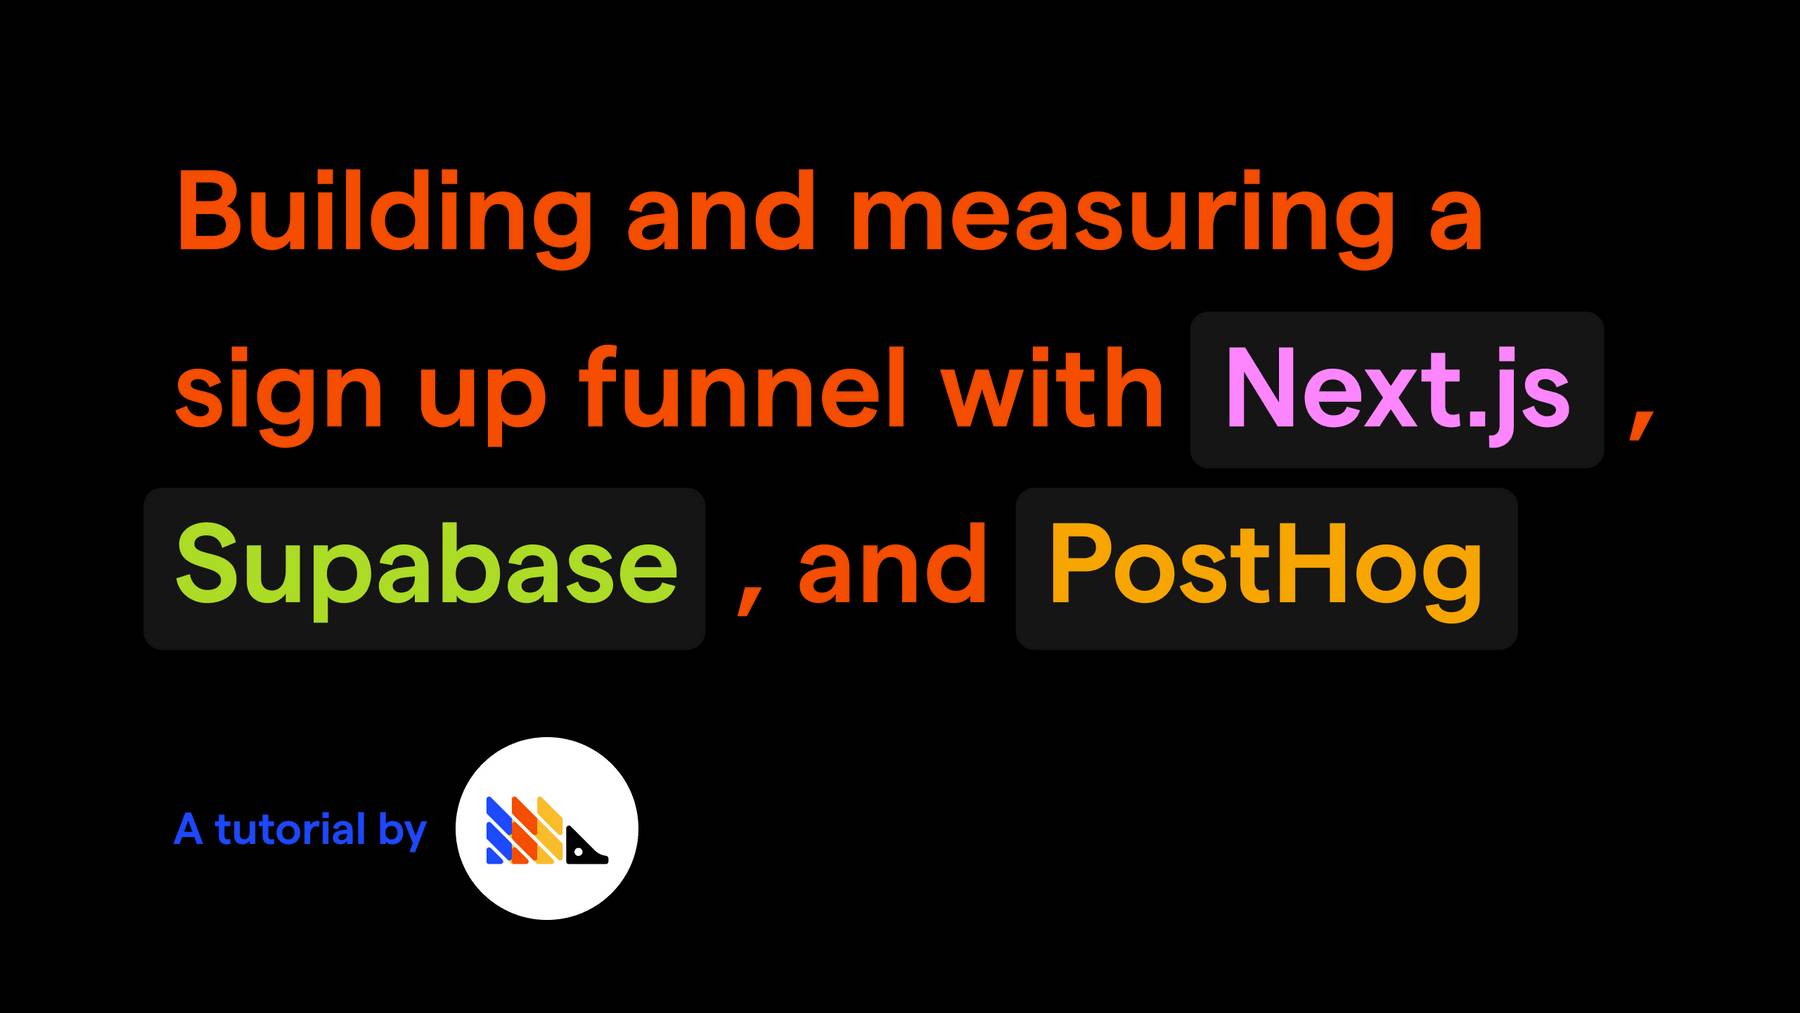 Building and measuring a
sign up funnel with Next.js ,
Supabase , and PostHog
A tutorial by